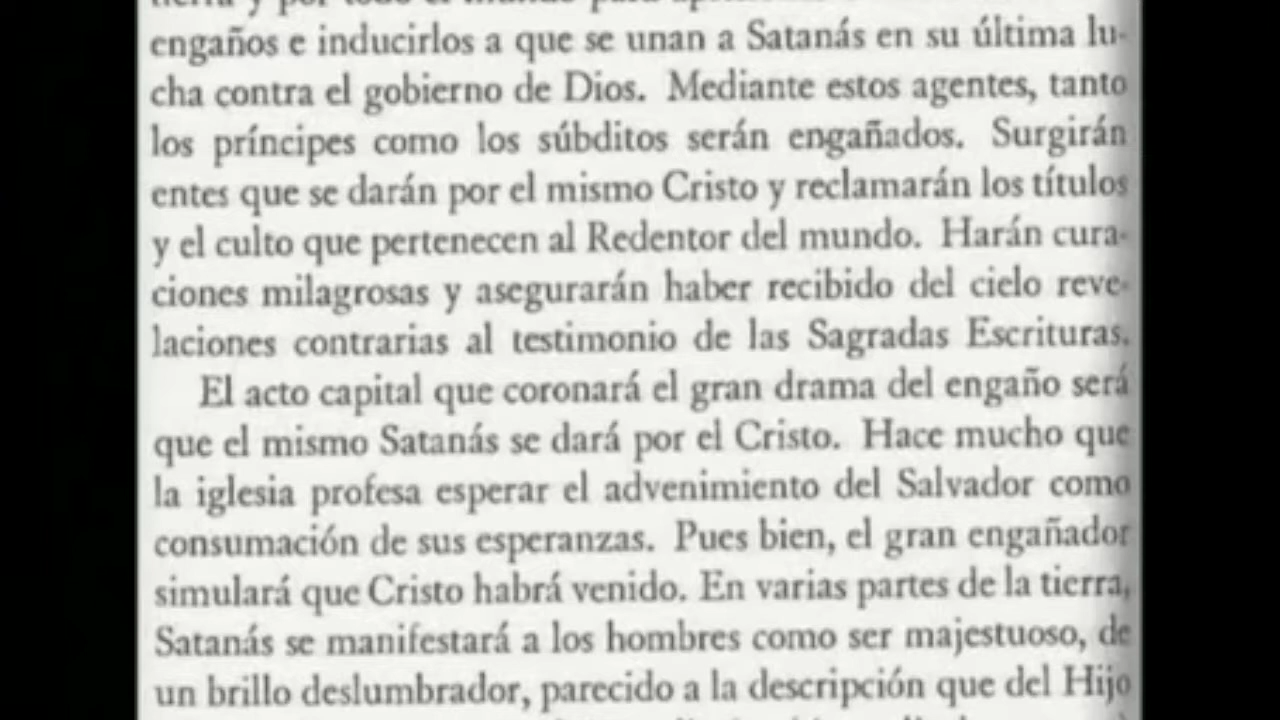 engaños e inducirlos a que se unan a Satanás en su última lu-
cha contra el gobierno de Dios. Mediante estos agentes, tanto
los príncipes como los súbditos serán engañados. Surgirán
entes que se darán por el mismo Cristo y reclamarán los títulos
y el culto que pertenecen al Redentor del mundo. Harán cura-
ciones milagrosas y asegurarán haber recibido del cielo reve-
laciones contrarias al testimonio de las Sagradas Escrituras.
El acto capital que coronará el gran drama del engaño será
que el mismo Satanás se dará por el Cristo. Hace mucho que
la iglesia profesa esperar el advenimiento del Salvador como
consumación de sus esperanzas. Pues bien, el gran engañador
simulará que Cristo habrá venido. En varias partes de la tierra,
Satanás se manifestará a los hombres como ser majestuoso, de
un brillo deslumbrador, parecido a la descripción que del Hijo